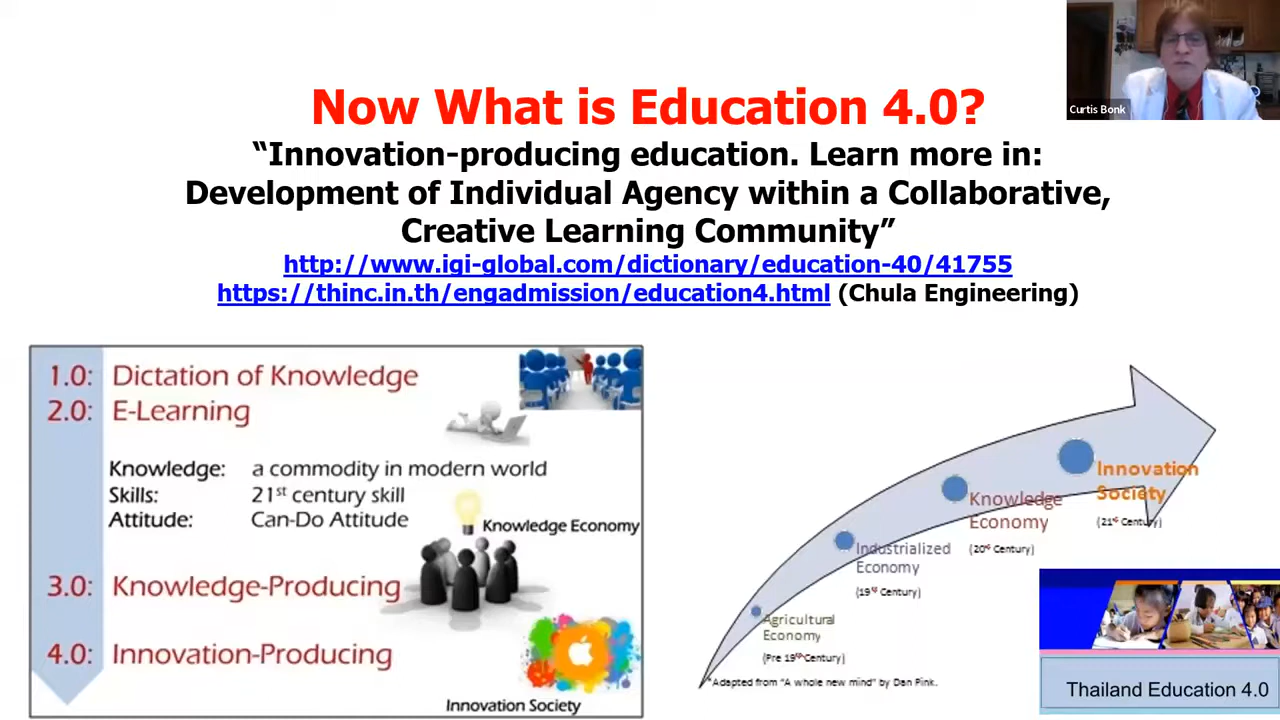 Now What is Education 4.0?
“Innovation-producing education. Learn more in:
Development of Individual Agency within a Collaborative,
Creative Learning Community”
http://www.igi-global.com/dictionary/education-40/41755
https://thinc.in.th/engadmission/education4.html (Chula Engineering)
Curtis Bonk
1.0: Dictation of Knowledge
2.0: E-Learning
Knowledge: a commodity in modern world
Skills: 21st century skill
Attitude: Can-Do Attitude
Knowledge Economy
3.0: Knowledge-Producing
4.0: Innovation-Producing
Innovation Society
Innovation
Society
(21st Century)
Knowledge
Economy
(20st Century)
Industrialized
Economy
(19st Century)
Agricultural
Economy
(Pre 19st Century)
*Adapted from “A whole new mind” by Dan Pink.
Thailand Education 4.0